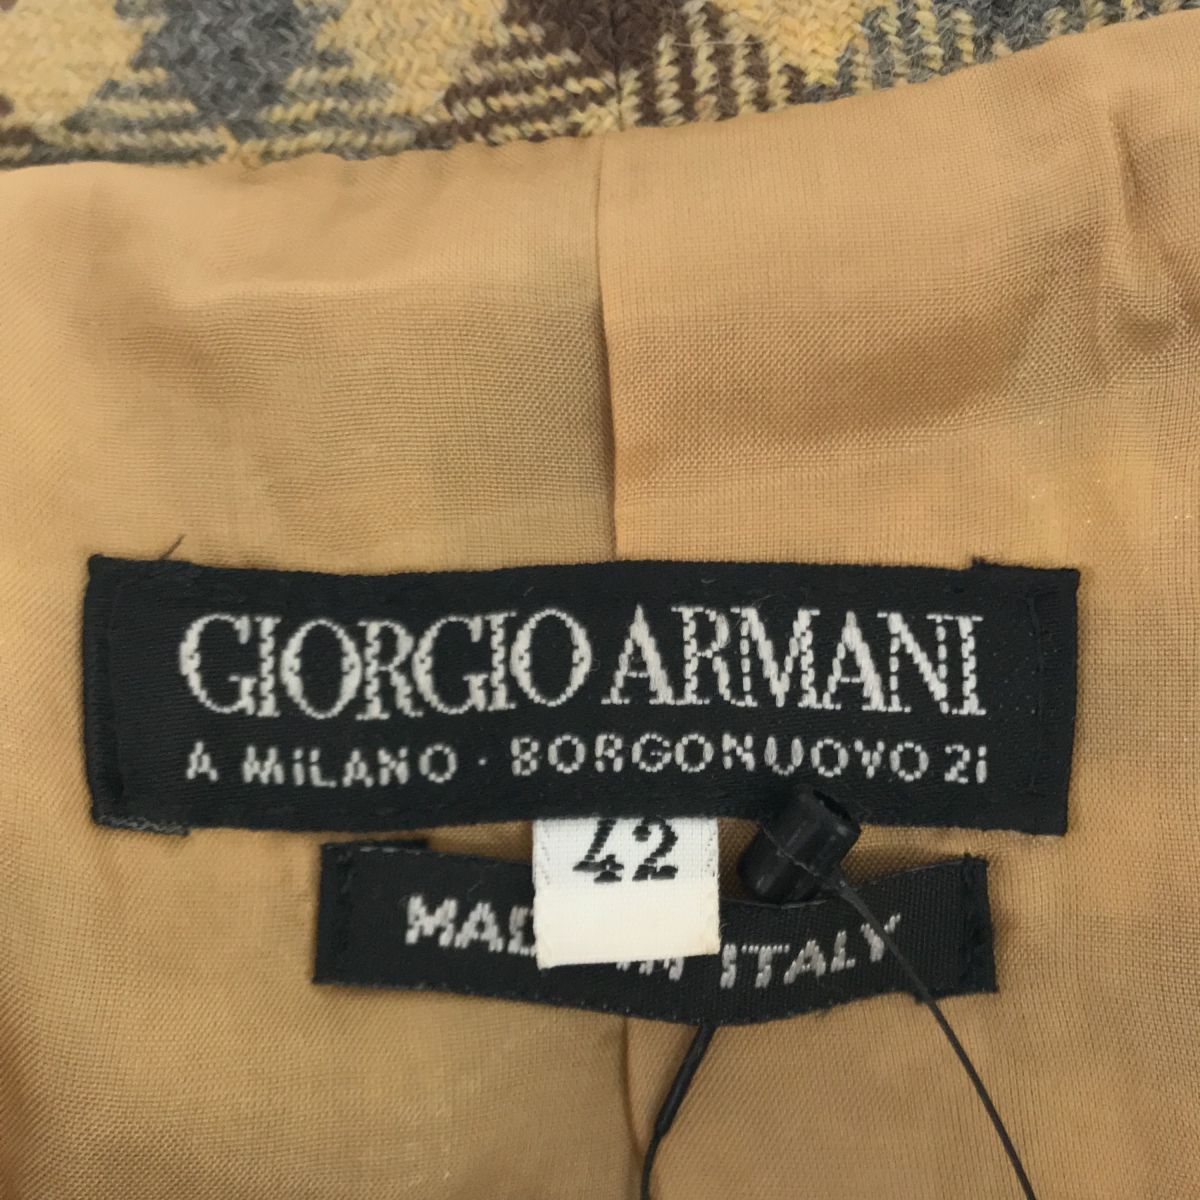 GIORGIO ARMANI
A MILANO · BORGONUOVO 21
42
ITALY